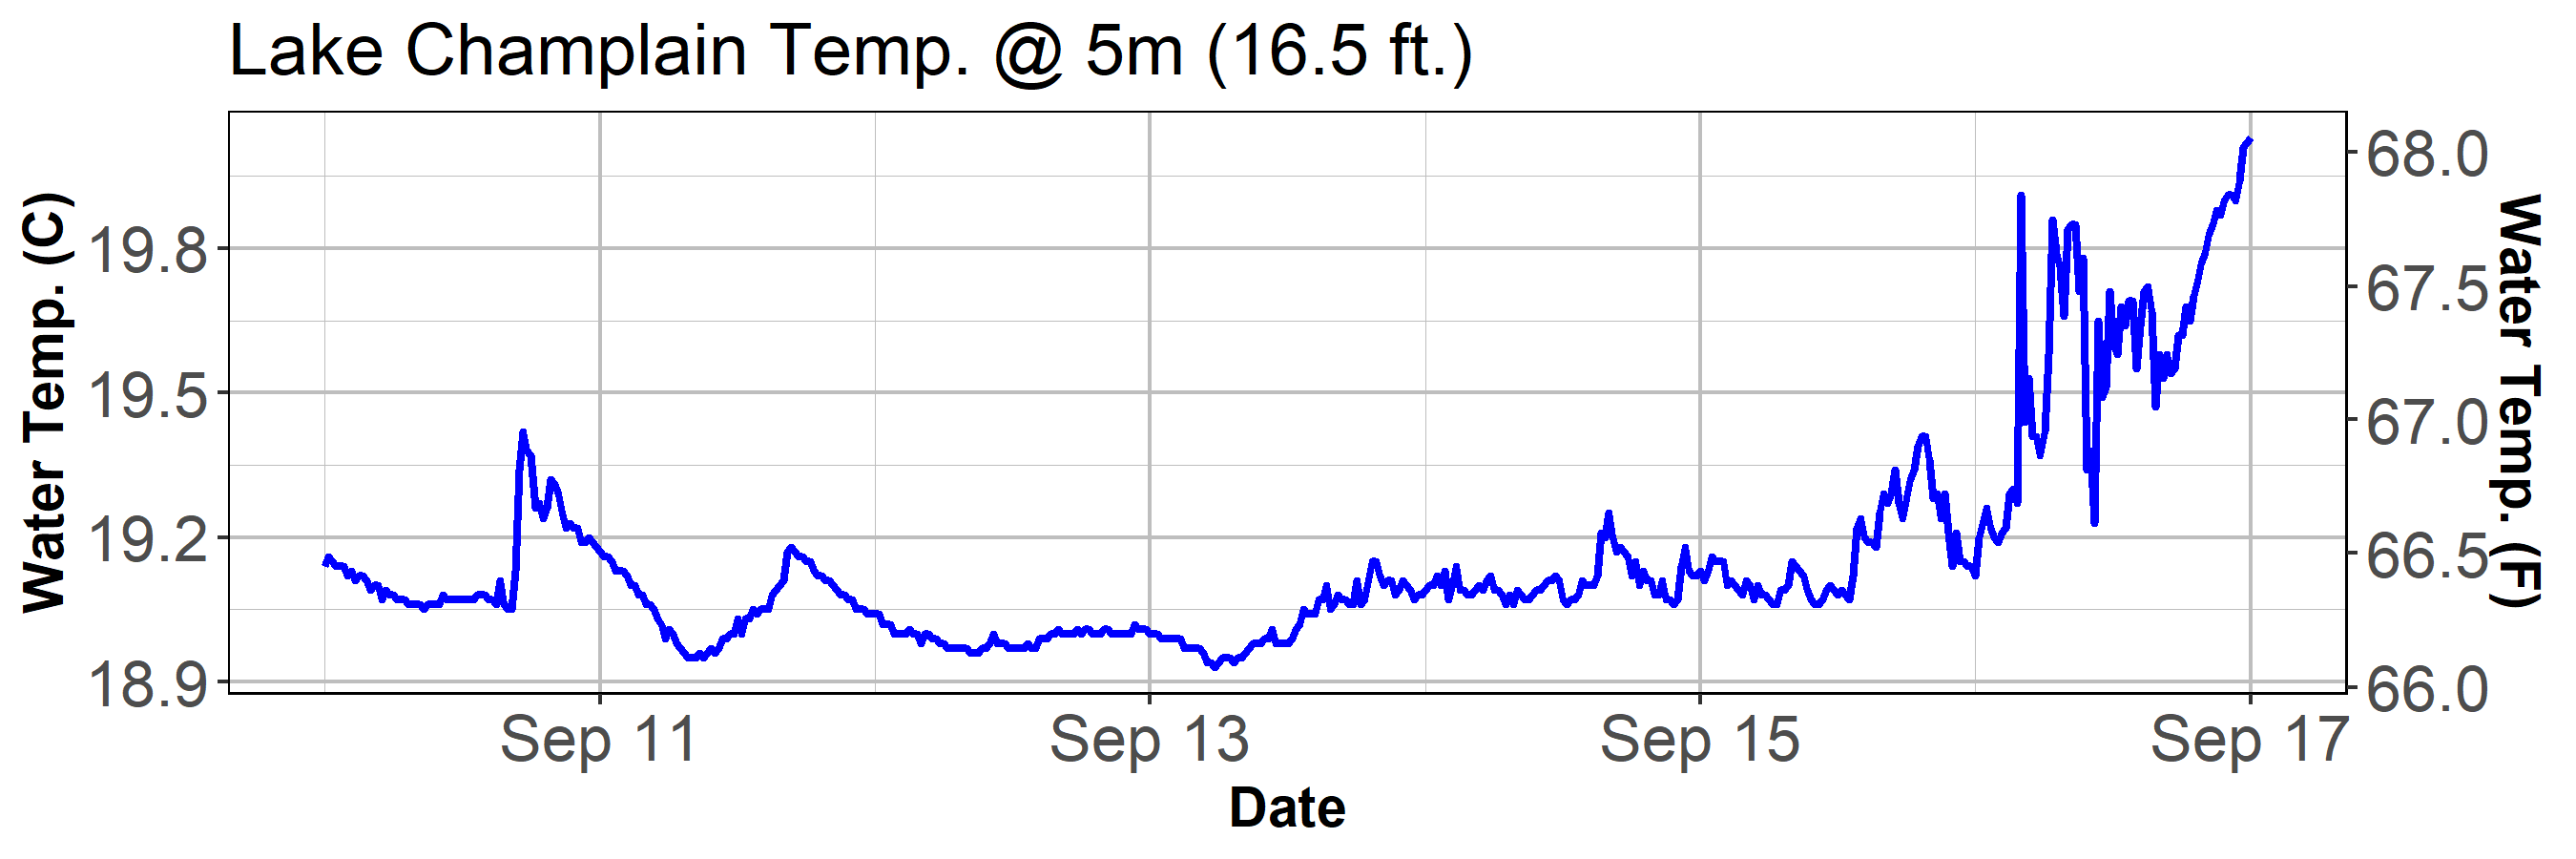 Lake Champlain Temp. @ 5m (16.5 ft.)
Water Temp. (C)
19.8
19.5
19.2
18.9
68.0
67.5
67.0
66.5
66.0
Water Temp. (F)
Sep 11 Sep 13 Sep 15 Sep 17
Date